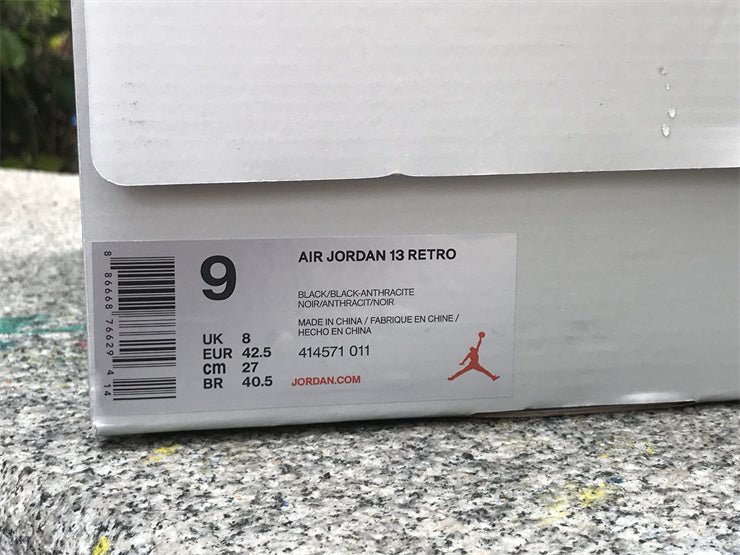 AIR JORDAN 13 RETRO
9
BLACK/BLACK-ANTHRACITE
NOIR/ANTHRACIT/NOIR
MADE IN CHINA / FABRIQUE EN CHINE /
HECHO EN CHINA
UK 8
EUR 42.5
cm 27
BR 40.5
414571 011
JORDAN.COM
8 86668 76629 4 14